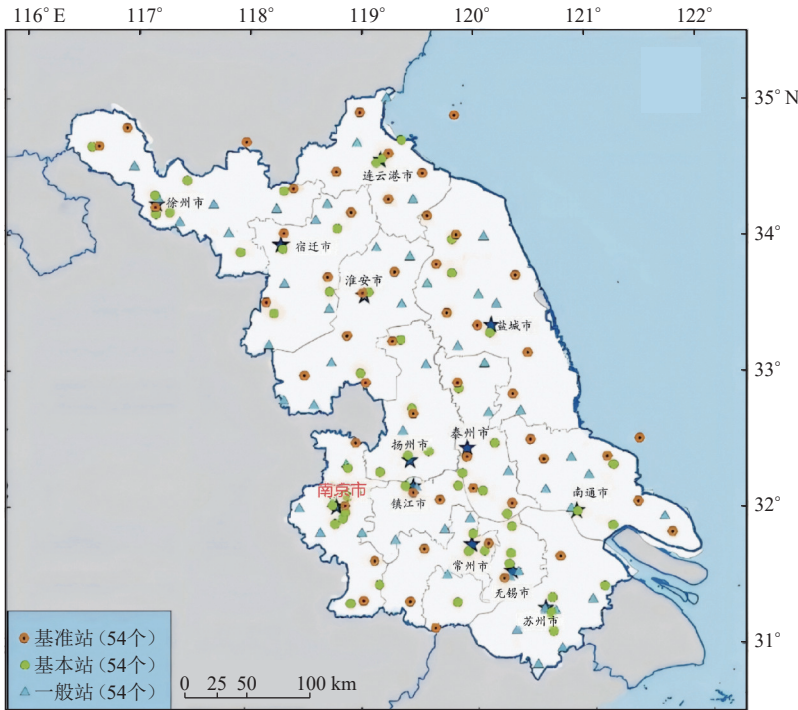 116° E
117°
118°
119°
120°
121°
122°
35° N
34°
33°
32°
31°
连云港市
徐州市
宿迁市
淮安市
盐城市
泰州市
扬州市
南京市
镇江市
南通市
常州市
无锡市
苏州市
基准站(54个)
基本站(54个)
一般站(54个)
0 25 50 100 km